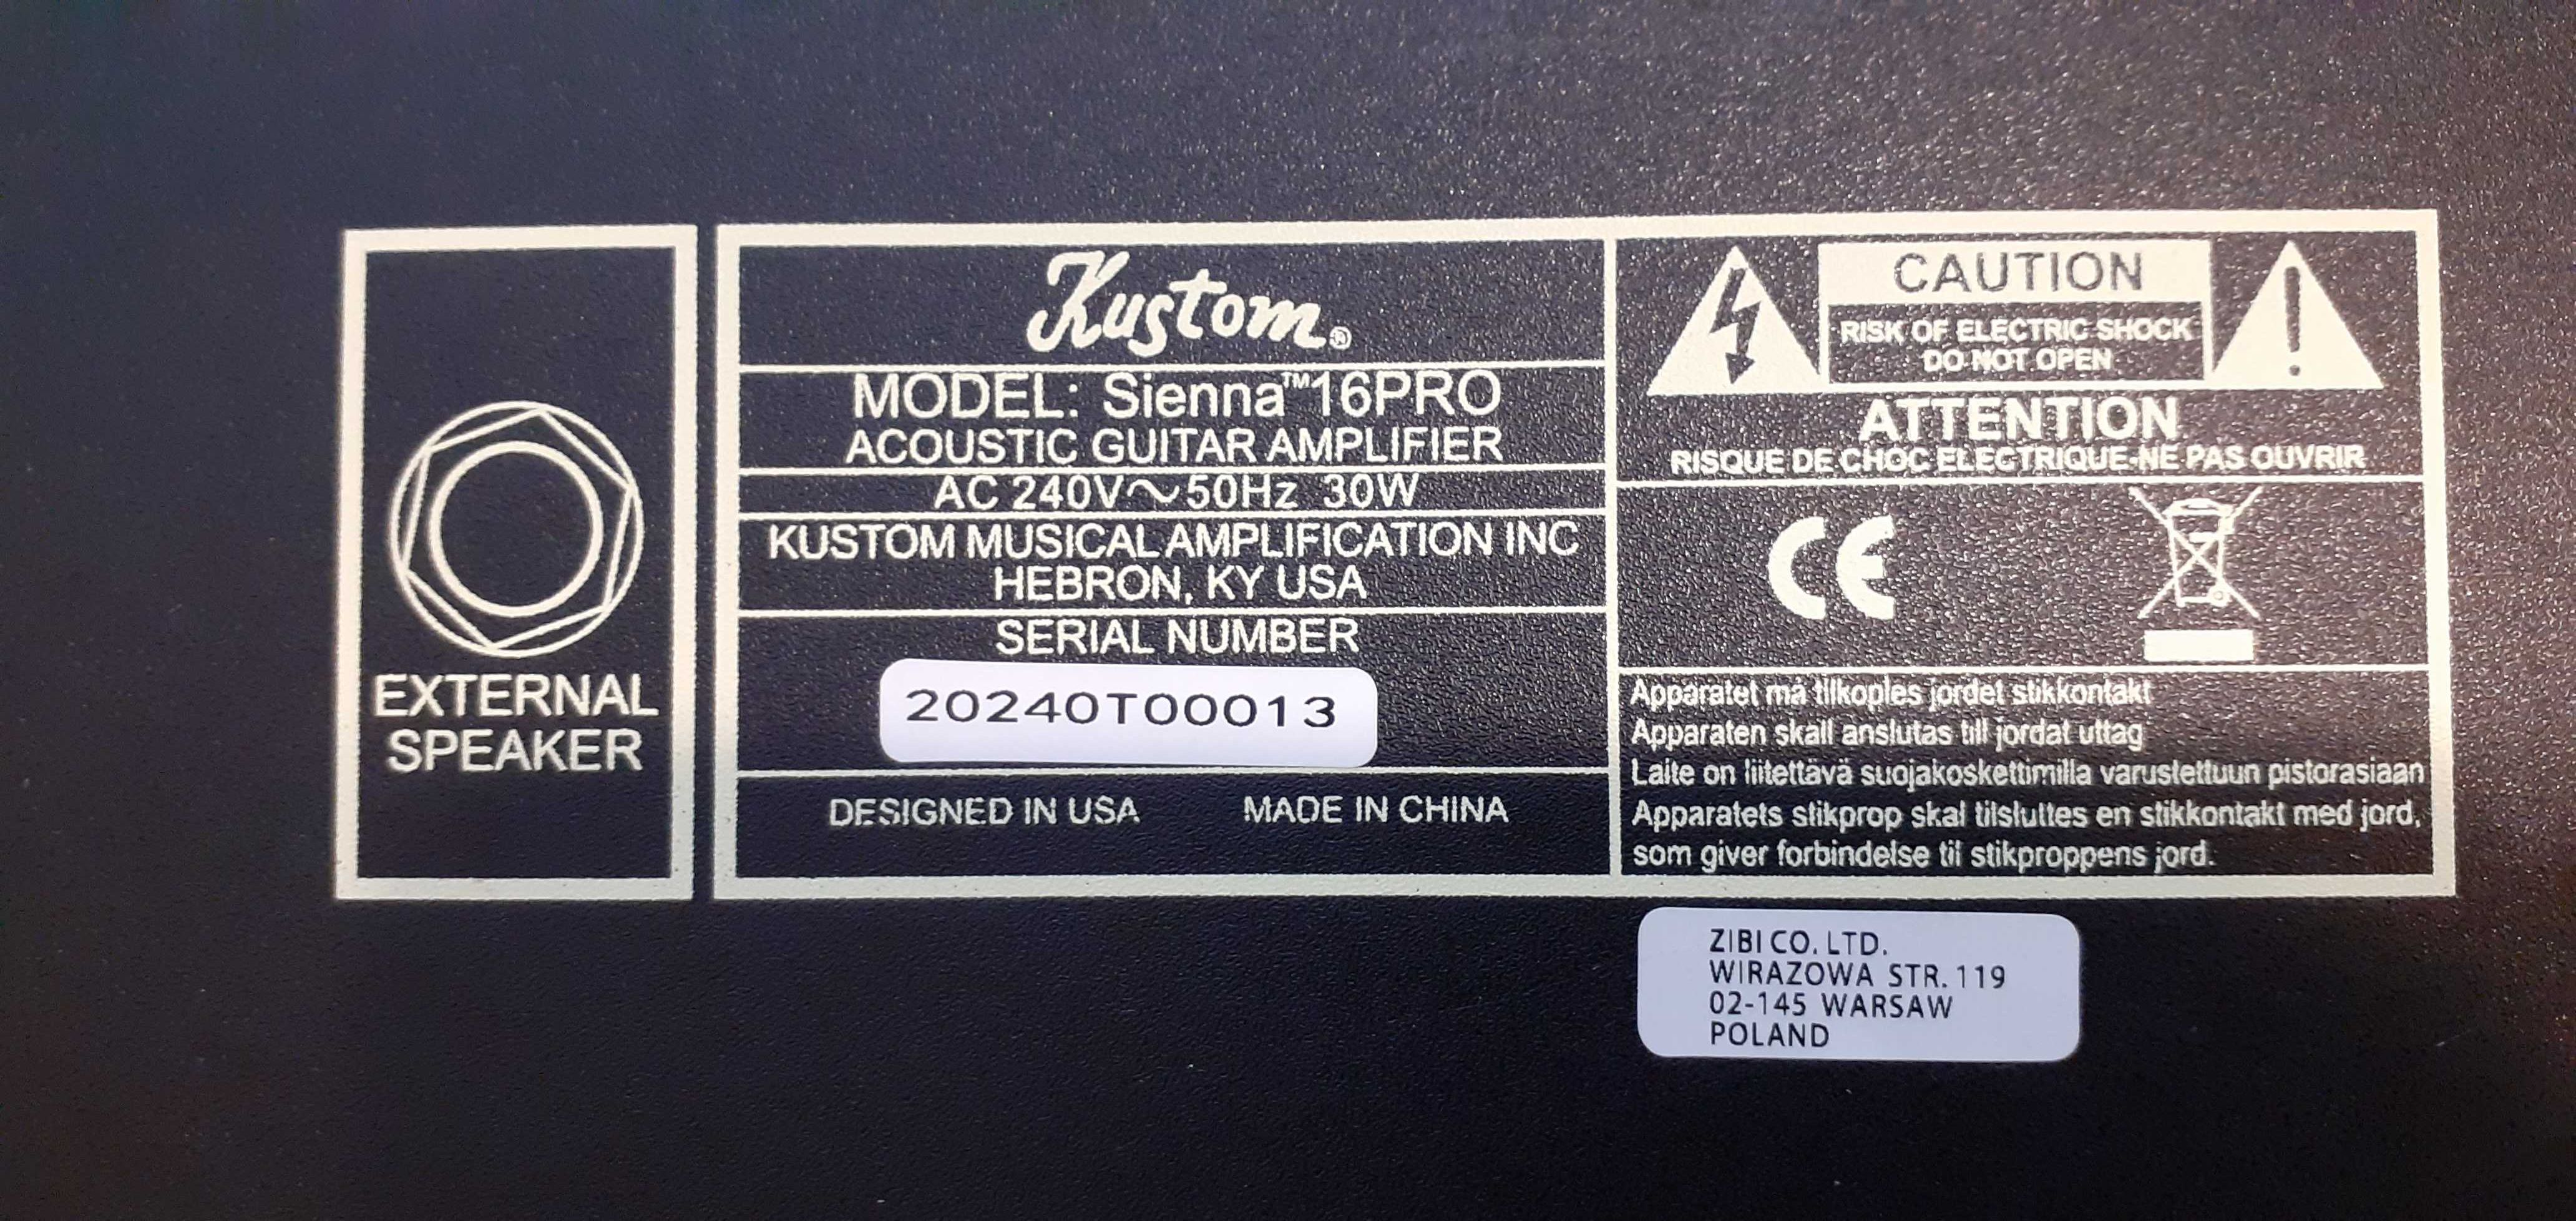 EXTERNAL
SPEAKER
Kustom®
MODEL: Sienna™16PRO
ACOUSTIC GUITAR AMPLIFIER
AC 240V～50Hz 30W
KUSTOM MUSICAL AMPLIFICATION INC
HEBRON, KY USA
SERIAL NUMBER
20240T00013
DESIGNED IN USA MADE IN CHINA
CAUTION
RISK OF ELECTRIC SHOCK
DO NOT OPEN
ATTENTION
RISQUE DE CHOC ELECTRIQUE-NE PAS OUVRIR
CE
Apparatet må tilkoples jordet stikkontakt
Apparaten skall anslutas till jordat uttag
Laite on liitettävä suojakoskettimilla varustettuun pistorasiaan
Apparatets stikprop skal tilsluttes en stikkontakt med jord,
som giver forbindelse til stikproppens jord.
ZIBI CO. LTD.
WIRAZOWA STR. 119
02-145 WARSAW
POLAND